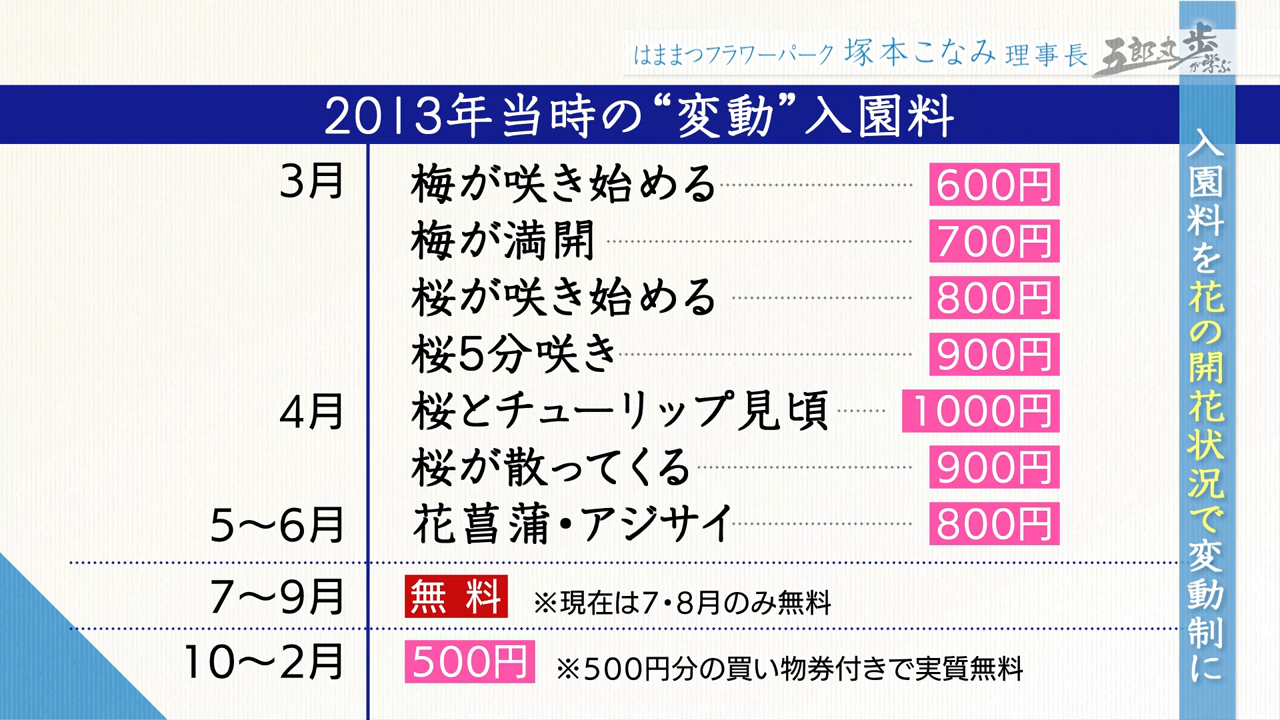 はままつフラワーパーク 塚本こなみ 理事長
五郎丸 歩が学ぶ
2013年当時の“変動”入園料
3月 梅が咲き始める 600円
梅が満開 700円
桜が咲き始める 800円
桜5分咲き 900円
4月 桜とチューリップ見頃 1000円
桜が散ってくる 900円
5〜6月 花菖蒲・アジサイ 800円
7〜9月 無料 ※現在は7・8月のみ無料
10〜2月 500円 ※500円分の買い物券付きで実質無料
入園料を花の開花状況で変動制に